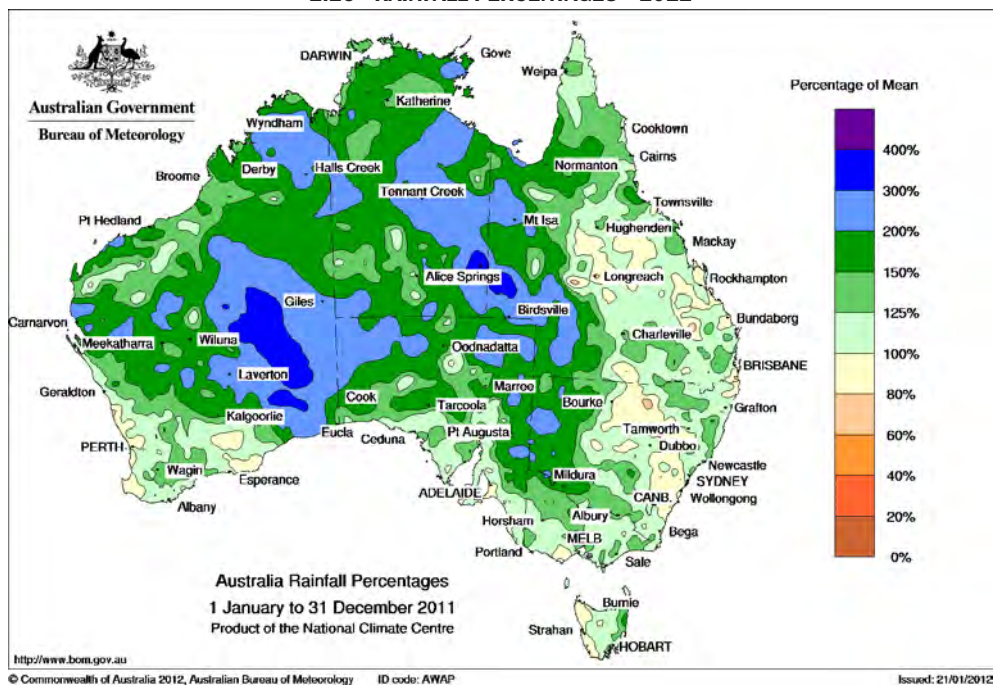 RAINFALL PERCENTAGES
Australian Government
Bureau of Meteorology
DARWIN
Gove
Weipa
Katherine
Wyndham
Cooktown
Cairns
Derby
Halls Creek
Normanton
Broome
Tennant Creek
Townsville
Pt Hedland
Mt Isa
Hughenden
Mackay
Alice Springs
Longreach
Rockhampton
Giles
Birdsville
Bundaberg
Carnarvon
Meekatharra
Wiluna
Oodnadatta
Charleville
Laverton
BRISBANE
Geraldton
Marree
Cook
Bourke
Grafton
Kalgoorlie
Tarcoola
Eucla
Ceduna
Pt Augusta
Tamworth
PERTH
Dubbo
Wagin
Esperance
Mildura
Newcastle
SYDNEY
Albany
ADELAIDE
CANB.
Wollongong
Horsham
Albury
Bega
Portland
MELB
Sale
Burnie
Strahan
HOBART
Percentage of Mean
400%
300%
200%
150%
125%
100%
80%
60%
40%
20%
0%
Australia Rainfall Percentages
1 January to 31 December 2011
Product of the National Climate Centre
http://www.bom.gov.au
© Commonwealth of Australia 2012, Australian Bureau of Meteorology ID code: AWAP Issued: 21/01/2012